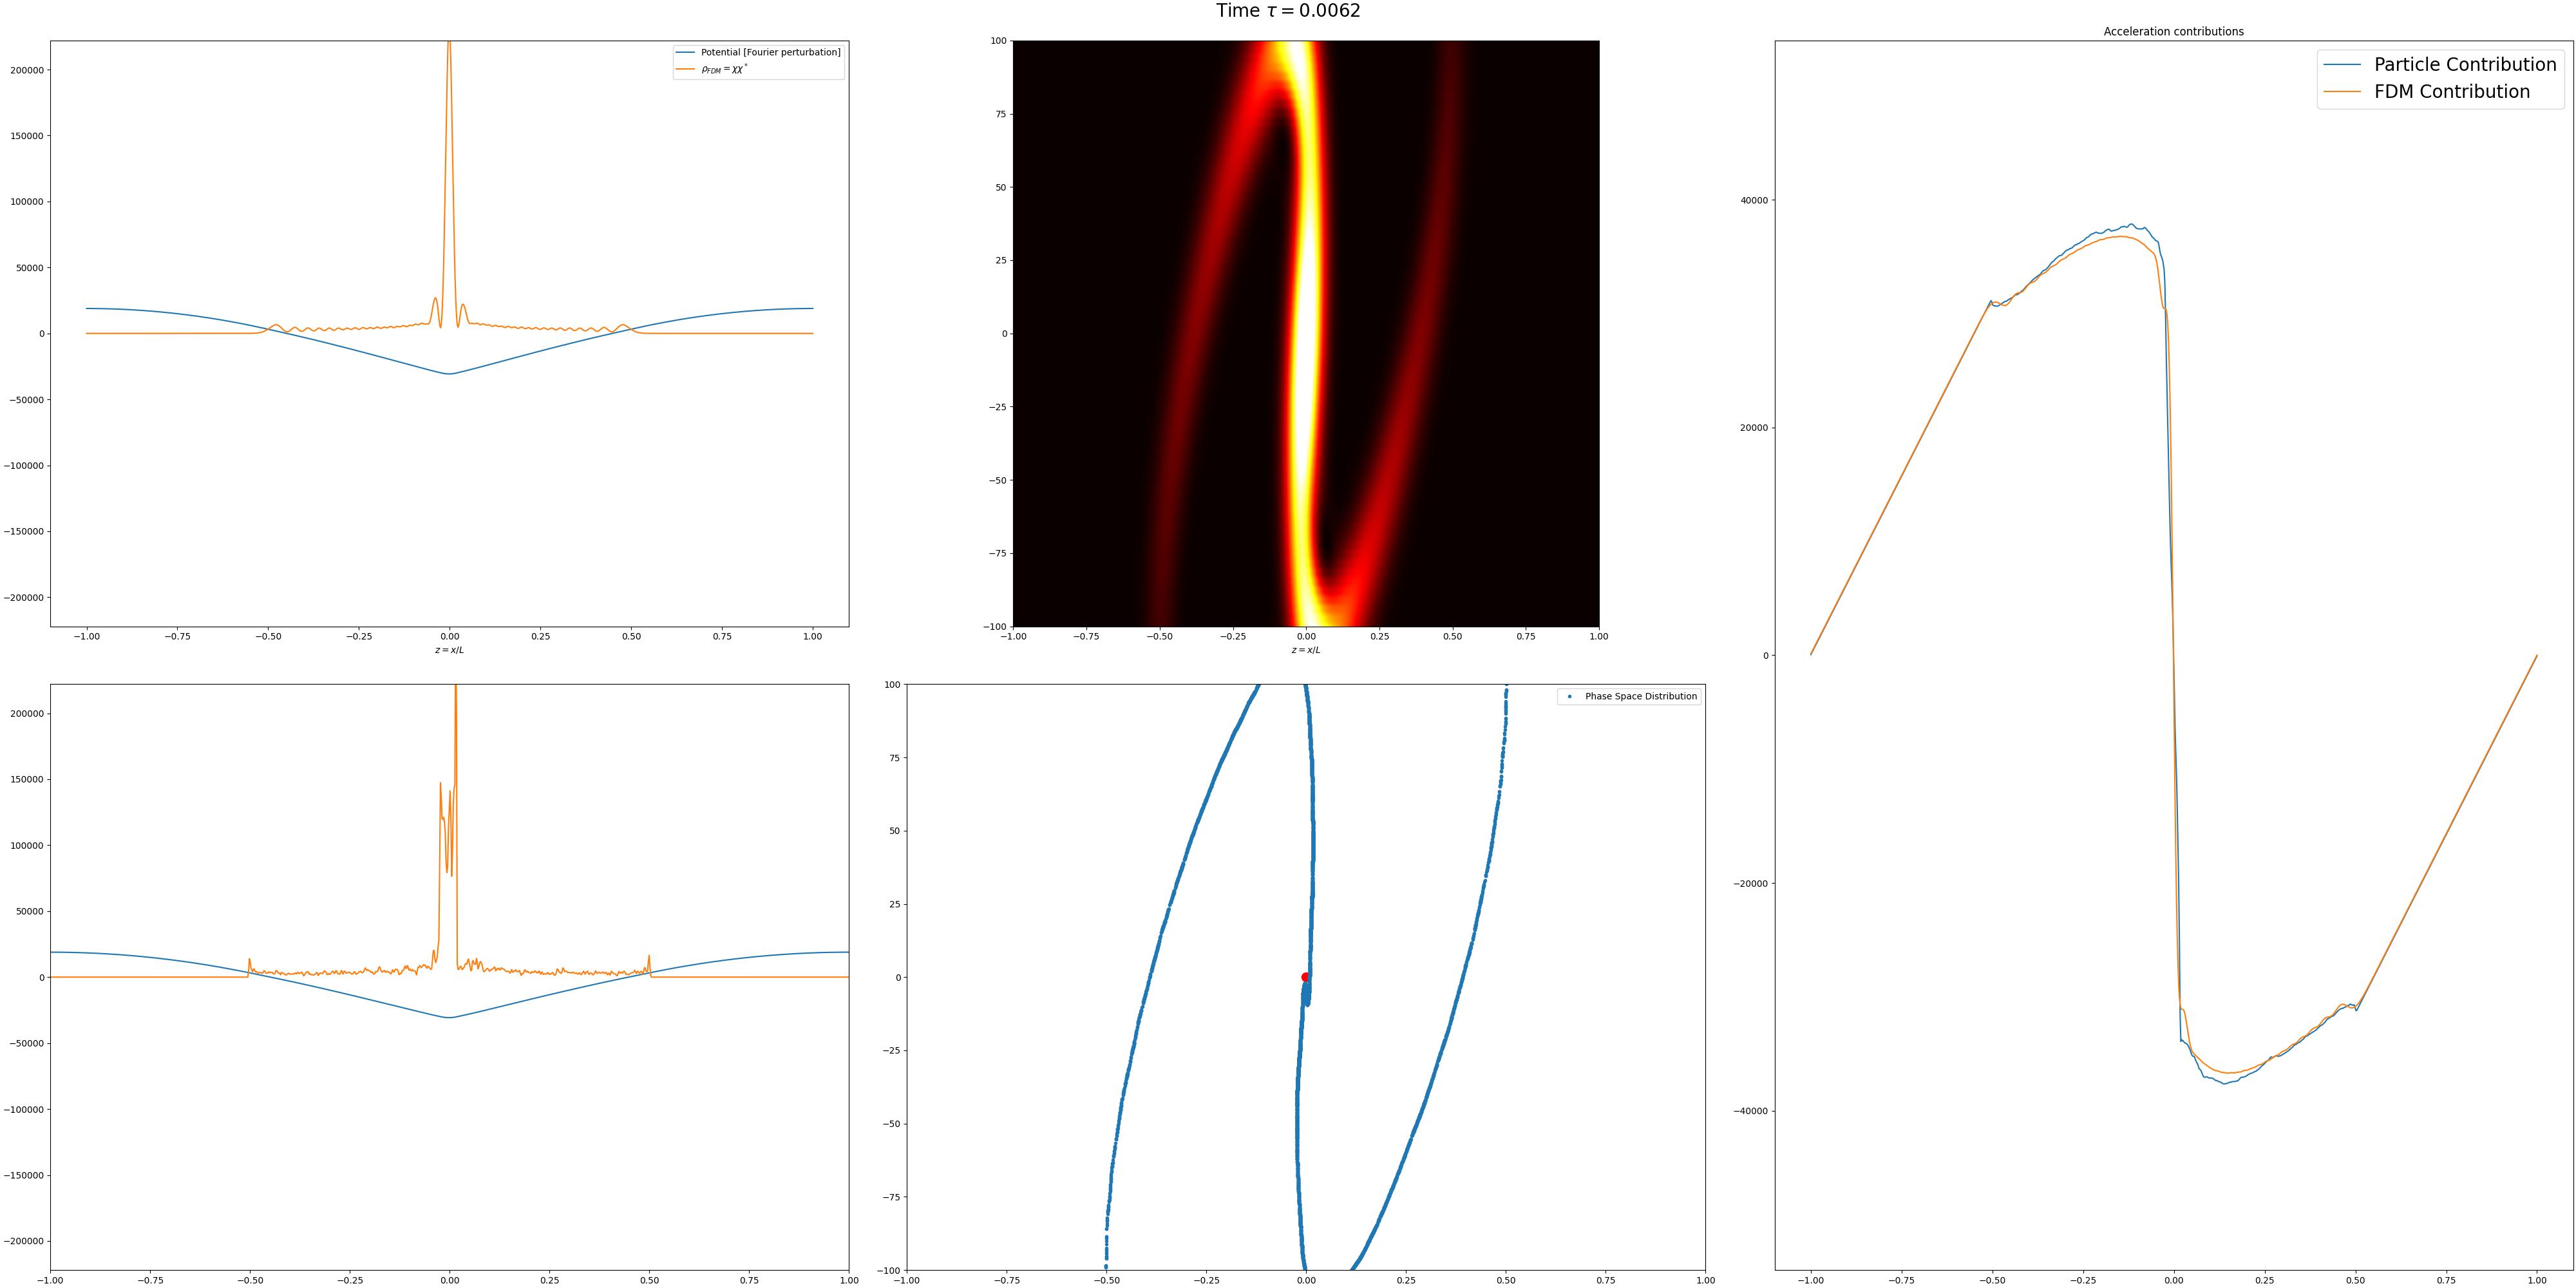 Time τ = 0.0062
Potential [Fourier perturbation]
ρ_FDM = χχ*
200000
150000
100000
50000
0
−50000
−100000
−150000
−200000
−1.00 −0.75 −0.50 −0.25 0.00 0.25 0.50 0.75 1.00
z = x/L
100
75
50
25
0
−25
−50
−75
−100
−1.00 −0.75 −0.50 −0.25 0.00 0.25 0.50 0.75 1.00
z = x/L
Acceleration contributions
Particle Contribution
FDM Contribution
40000
20000
0
−20000
−40000
−1.00 −0.75 −0.50 −0.25 0.00 0.25 0.50 0.75 1.00
200000
150000
100000
50000
0
−50000
−100000
−150000
−200000
−1.00 −0.75 −0.50 −0.25 0.00 0.25 0.50 0.75 1.00
Phase Space Distribution
100
75
50
25
0
−25
−50
−75
−100
−1.00 −0.75 −0.50 −0.25 0.00 0.25 0.50 0.75 1.00